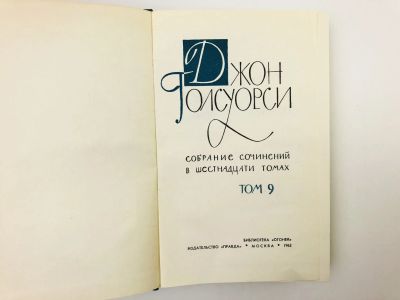 ДЖОН
ГОЛСУОРСИ
СОБРАНИЕ СОЧИНЕНИЙ
В ШЕСТНАДЦАТИ ТОМАХ
ТОМ 9
БИБЛИОТЕКА «ОГОНЕК»
ИЗДАТЕЛЬСТВО «ПРАВДА» • МОСКВА • 1962